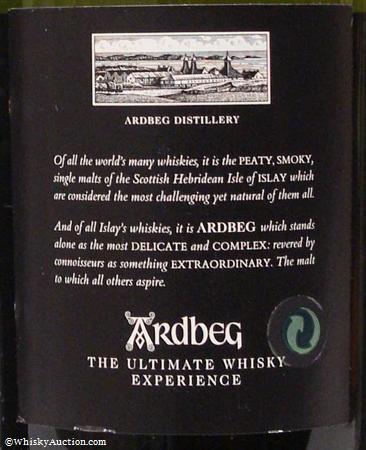 ARDBEG DISTILLERY
Of all the world's many whiskies, it is the PEATY, SMOKY,
single malts of the Scottish Hebridean Isle of ISLAY which
are considered the most challenging yet natural of them all.
And of all Islay's whiskies, it is ARDBEG which stands
alone as the most DELICATE and COMPLEX: revered by
connoisseurs as something EXTRAORDINARY. The malt
to which all others aspire.
ARDBEG
THE ULTIMATE WHISKY
EXPERIENCE
©WhiskyAuction.com